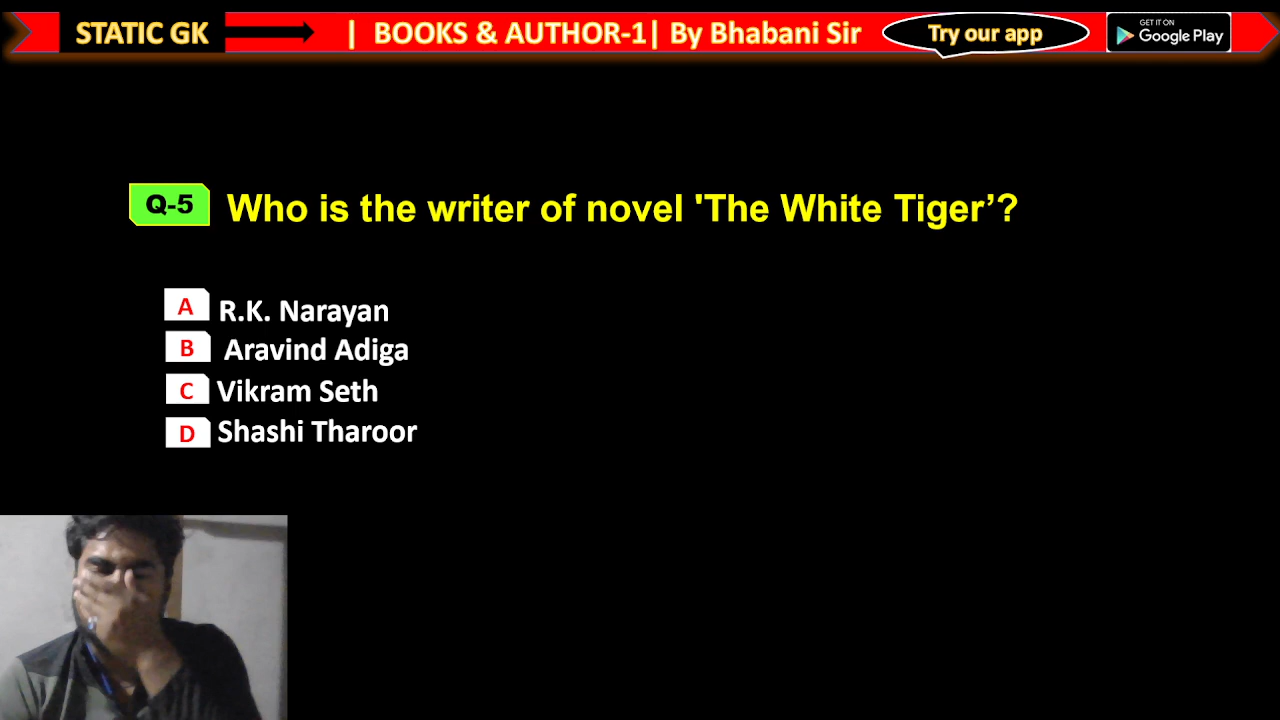 STATIC GK | BOOKS & AUTHOR-1| By Bhabani Sir Try our app GET IT ON Google Play
Q-5 Who is the writer of novel 'The White Tiger’?
A R.K. Narayan
B Aravind Adiga
C Vikram Seth
D Shashi Tharoor